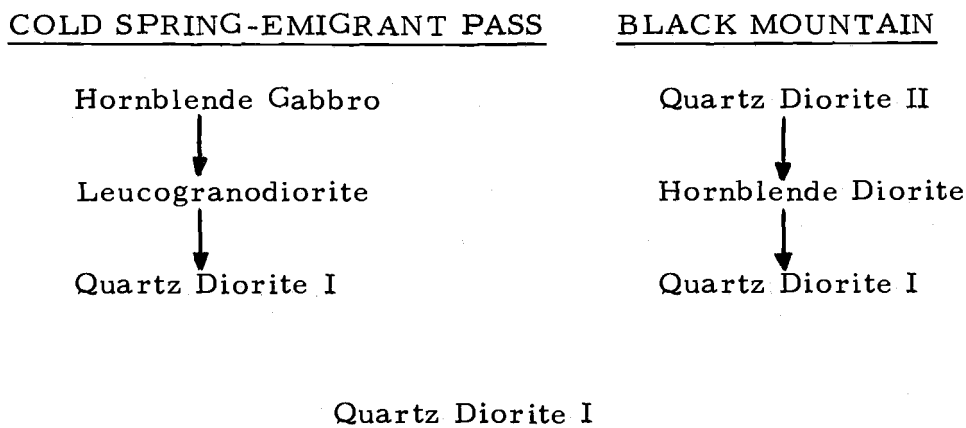 COLD SPRING-EMIGRANT PASS BLACK MOUNTAIN
Hornblende Gabbro Quartz Diorite II
Leucogranodiorite Hornblende Diorite
Quartz Diorite I Quartz Diorite I
Quartz Diorite I